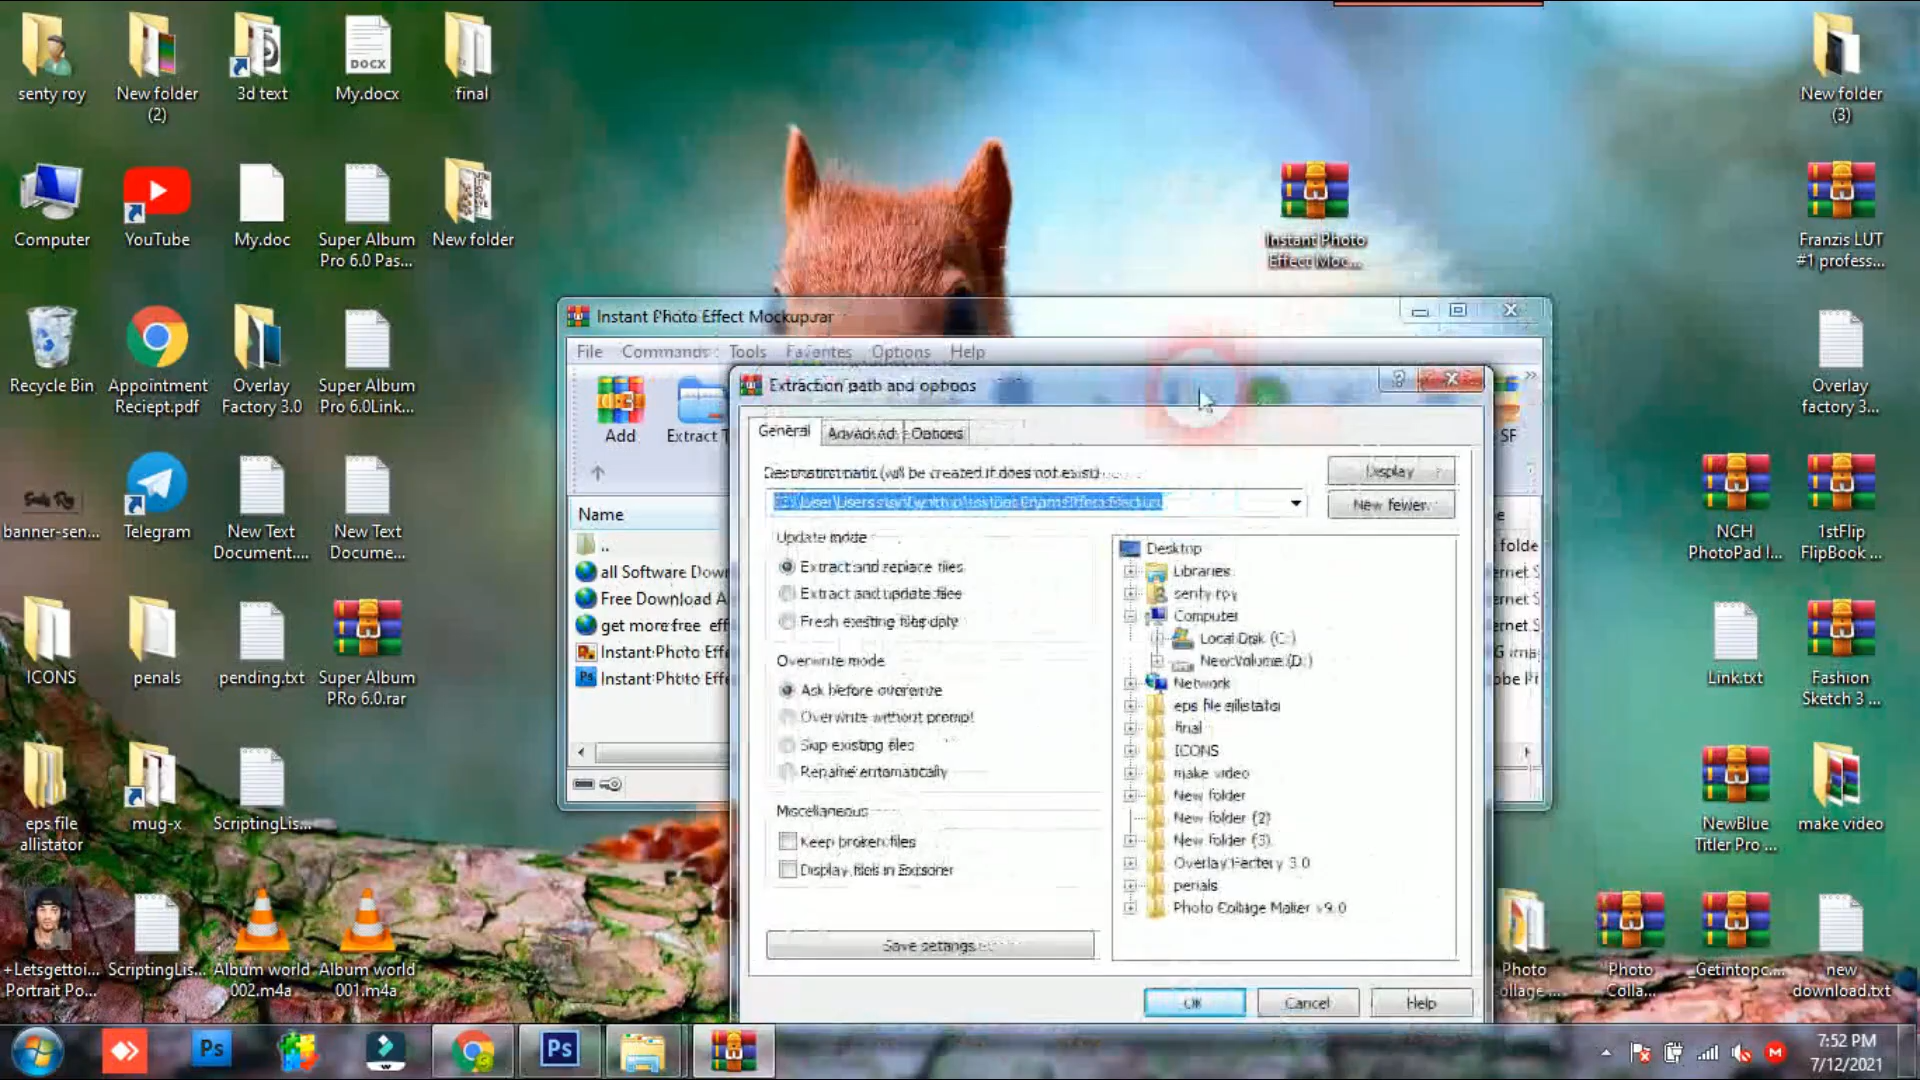 senty roy
New folder
(2)
3d text
My.docx
DOCX
final
New folder
(3)
Computer
YouTube
My.doc
Super Album
Pro 6.0 Pas...
New folder
Instant Photo
Effect Moc...
Franzis LUT
#1 profess...
Recycle Bin
Appointment
Reciept.pdf
Overlay
Factory 3.0
Super Album
Pro 6.0Link...
Overlay
factory 3...
banner-sen...
Telegram
New Text
Document....
New Text
Docume...
NCH
PhotoPad I...
1stFlip
FlipBook ...
ICONS
penals
pending.txt
Super Album
PRo 6.0.rar
Link.txt
Fashion
Sketch 3 ...
eps file
allistator
mug-x
ScriptingLis...
NewBlue
Titler Pro ...
make video
+Letsgettoi...
Portrait Po...
ScriptingLis...
Album world
002.m4a
Album world
001.m4a
Photo
Colla...
_Getintopc....
new
download.txt
Instant Photo Effect Mockup.rar
File Commands Tools Favorites Options Help
Add
Extract T
Name
..
all Software Dow
Free Download A
get more free eff
Instant Photo Effe
Instant Photo Effe
Extraction path and options
General Advanced Options
Destination path (will be created if does not exist)
Display
Update mode
Extract and replace files
Extract and update files
Fresh existing files only
Overwrite mode
Ask before overwrite
Overwrite without prompt
Skip existing files
Rename automatically
Miscellaneous
Keep broken files
Display files in Explorer
Save settings
Desktop
Libraries
senty roy
Computer
Local Disk (C:)
New Volume (D:)
Network
eps file allistator
final
ICONS
make video
New folder
New folder (2)
New folder (3)
Overlay Factory 3.0
penals
Photo Collage Maker v9.0
OK
Cancel
Help
Ps
Ps
7:52 PM
7/12/2021